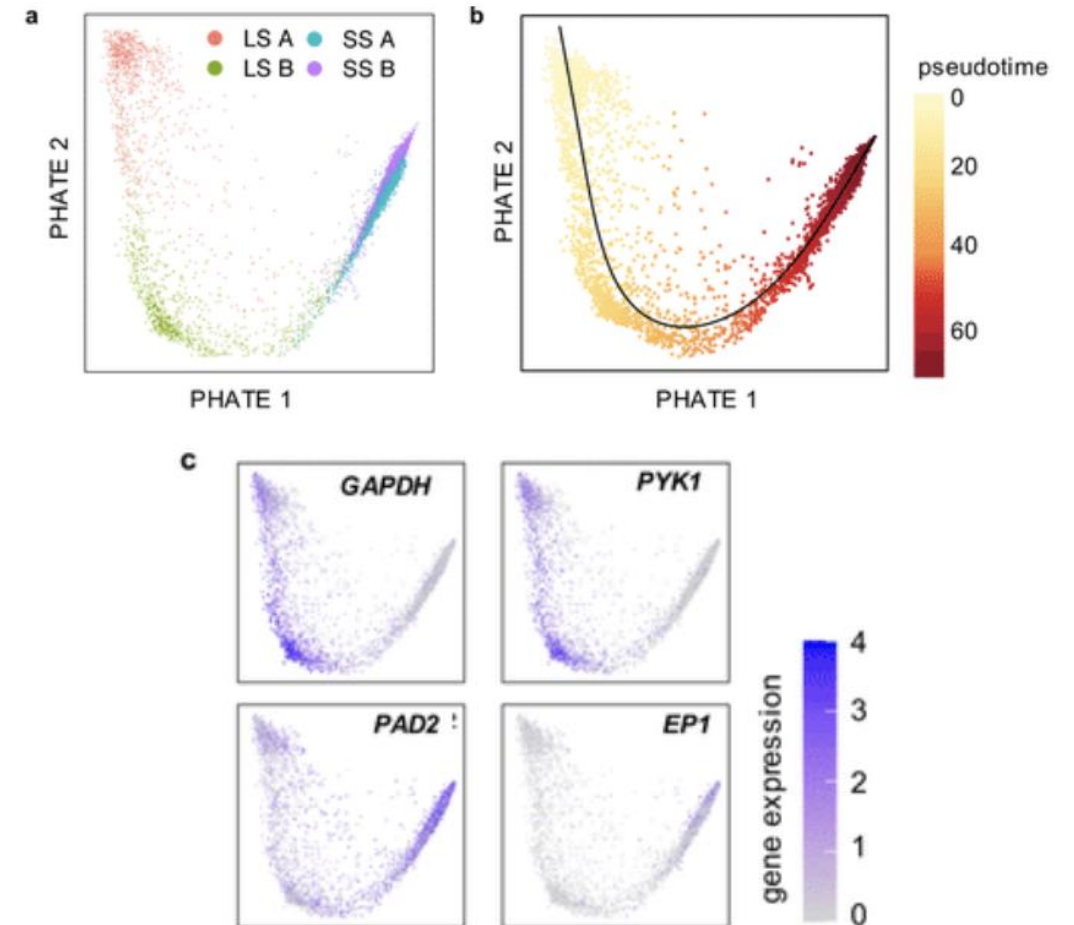 a
LS A SS A
LS B SS B
PHATE 2
PHATE 1
b
PHATE 2
PHATE 1
pseudotime
0
20
40
60
c
GAPDH
PYK1
PAD2
EP1
gene expression
4
3
2
1
0